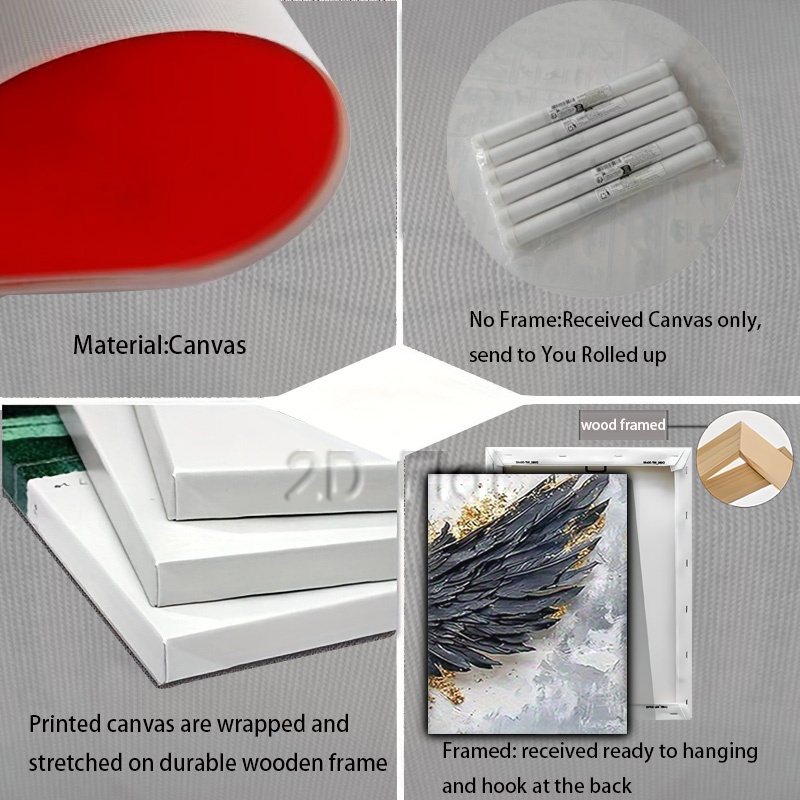 Material:Canvas
No Frame:Received Canvas only,
send to You Rolled up
wood framed
2D
Printed canvas are wrapped and
stretched on durable wooden frame
Framed: received ready to hanging
and hook at the back